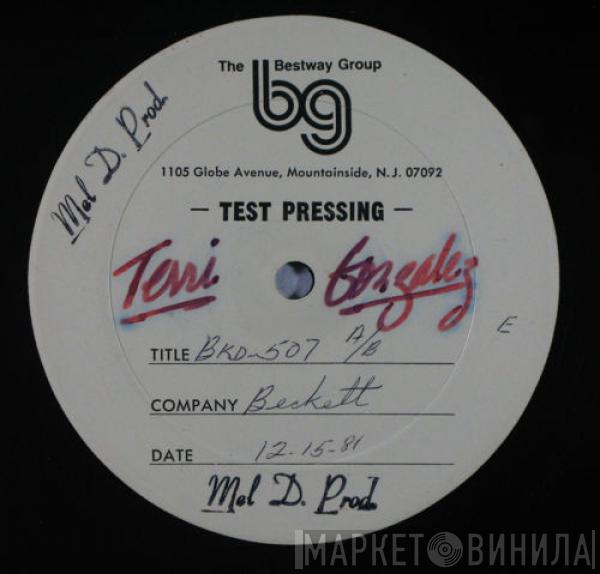 The Bestway Group
bg
1105 Globe Avenue, Mountainside, N.J. 07092
— TEST PRESSING —
Mel D. Prod.
Terri Gonzalez
E
TITLE BKD-507 A/B
COMPANY Beckett
DATE 12-15-81
Mel D. Prod.
МАРКЕТ ВИНИЛА